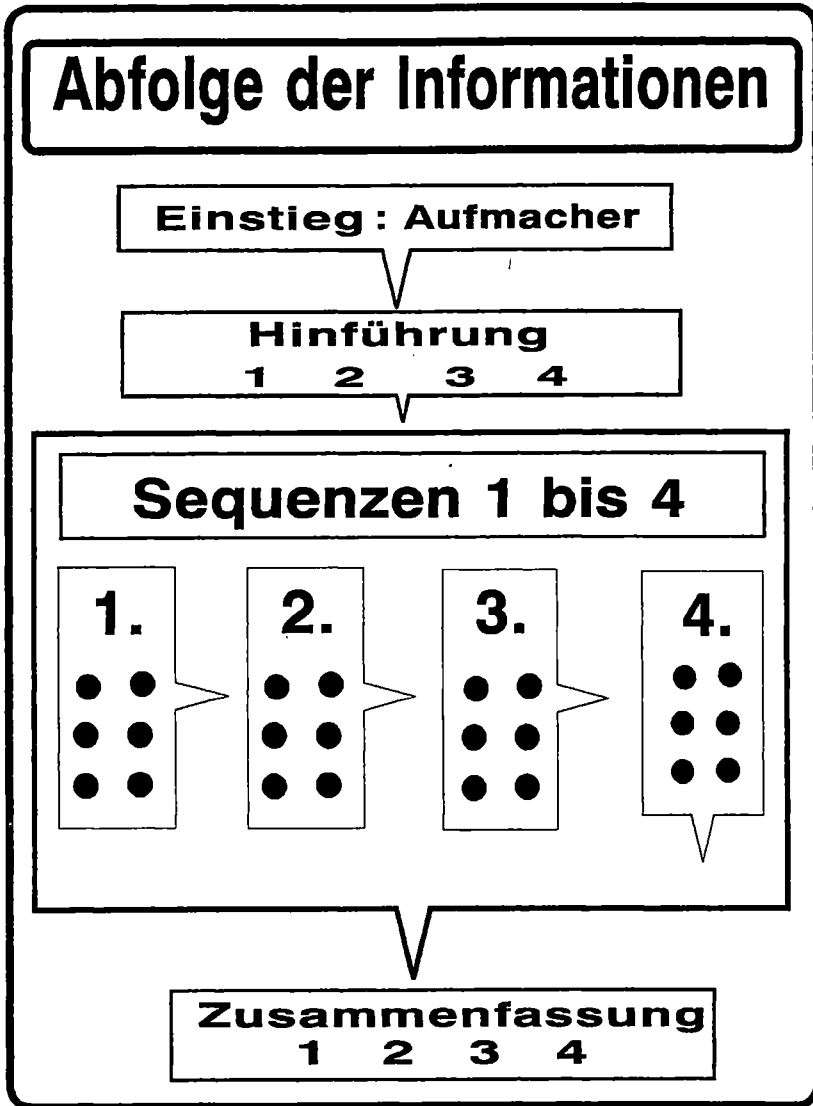 Abfolge der Informationen
Einstieg : Aufmacher
Hinführung
1 2 3 4
Sequenzen 1 bis 4
1. 2. 3. 4.
Zusammenfassung
1 2 3 4